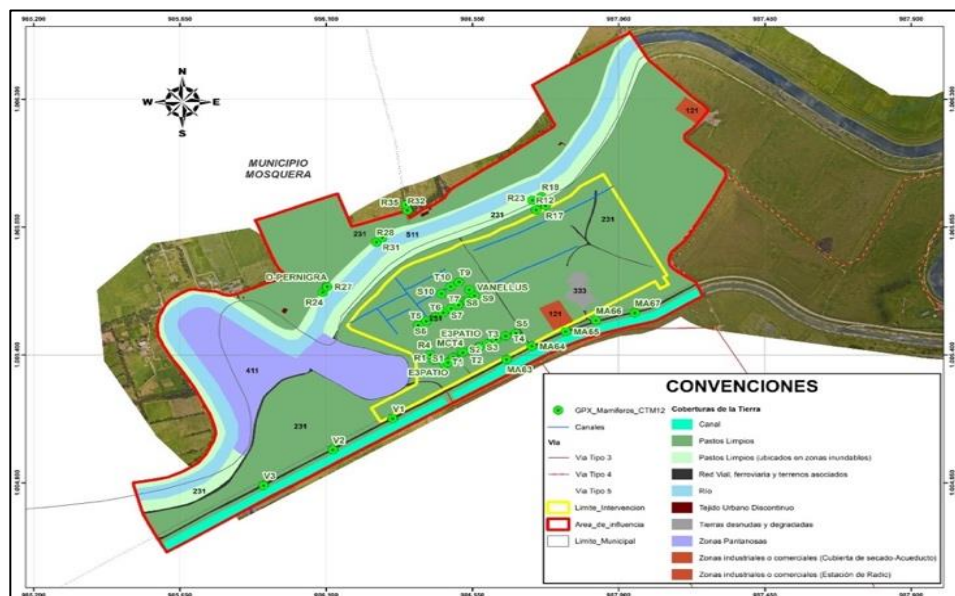 N
W E
S
MUNICIPIO
MOSQUERA
121
R18
R23
R12
R17
R35
R32
231
511
231
231
R28
R31
D-PERNIGRA
R27
R24
T9
T10
VANELLUS
S10
S9
S8
T7
T6
S7
T5
S6
333
121
MA67
MA66
MA65
MA64
MA63
E3PATIO
T3
S5
T4
MCT4
S3
S2
R4
R1
S1
T1
T2
E3PATIO
411
231
V1
V2
V3
231
CONVENCIONES
GPX_Mamiferos_CTM12
Canales
Via
Via Tipo 3
Via Tipo 4
Via Tipo 5
Limite_Intervencion
Area_de_influencia
Limite_Municipal
Coberturas de la Tierra
Canal
Pastos Limpios
Pastos Limpios (ubicados en zonas inundables)
Red Vial, ferroviaria y terrenos asociados
Río
Tejido Urbano Discontinuo
Tierras desnudas y degradadas
Zonas Pantanosas
Zonas industriales o comerciales (Cubierta de secado-Acueducto)
Zonas industriales o comerciales (Estación de Radio)